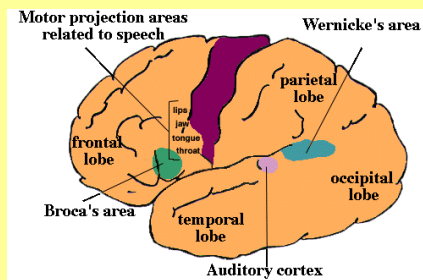 Motor projection areas
related to speech
Wernicke's area
parietal
lobe
lips
jaw
tongue
throat
frontal
lobe
occipital
lobe
Broca's area
temporal
lobe
Auditory cortex